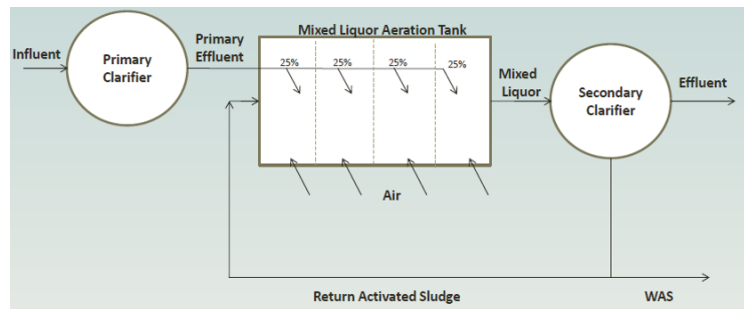 Mixed Liquor Aeration Tank
Influent
Primary
Clarifier
Primary
Effluent
25%
25%
25%
25%
Mixed
Liquor
Secondary
Clarifier
Effluent
Air
Return Activated Sludge
WAS